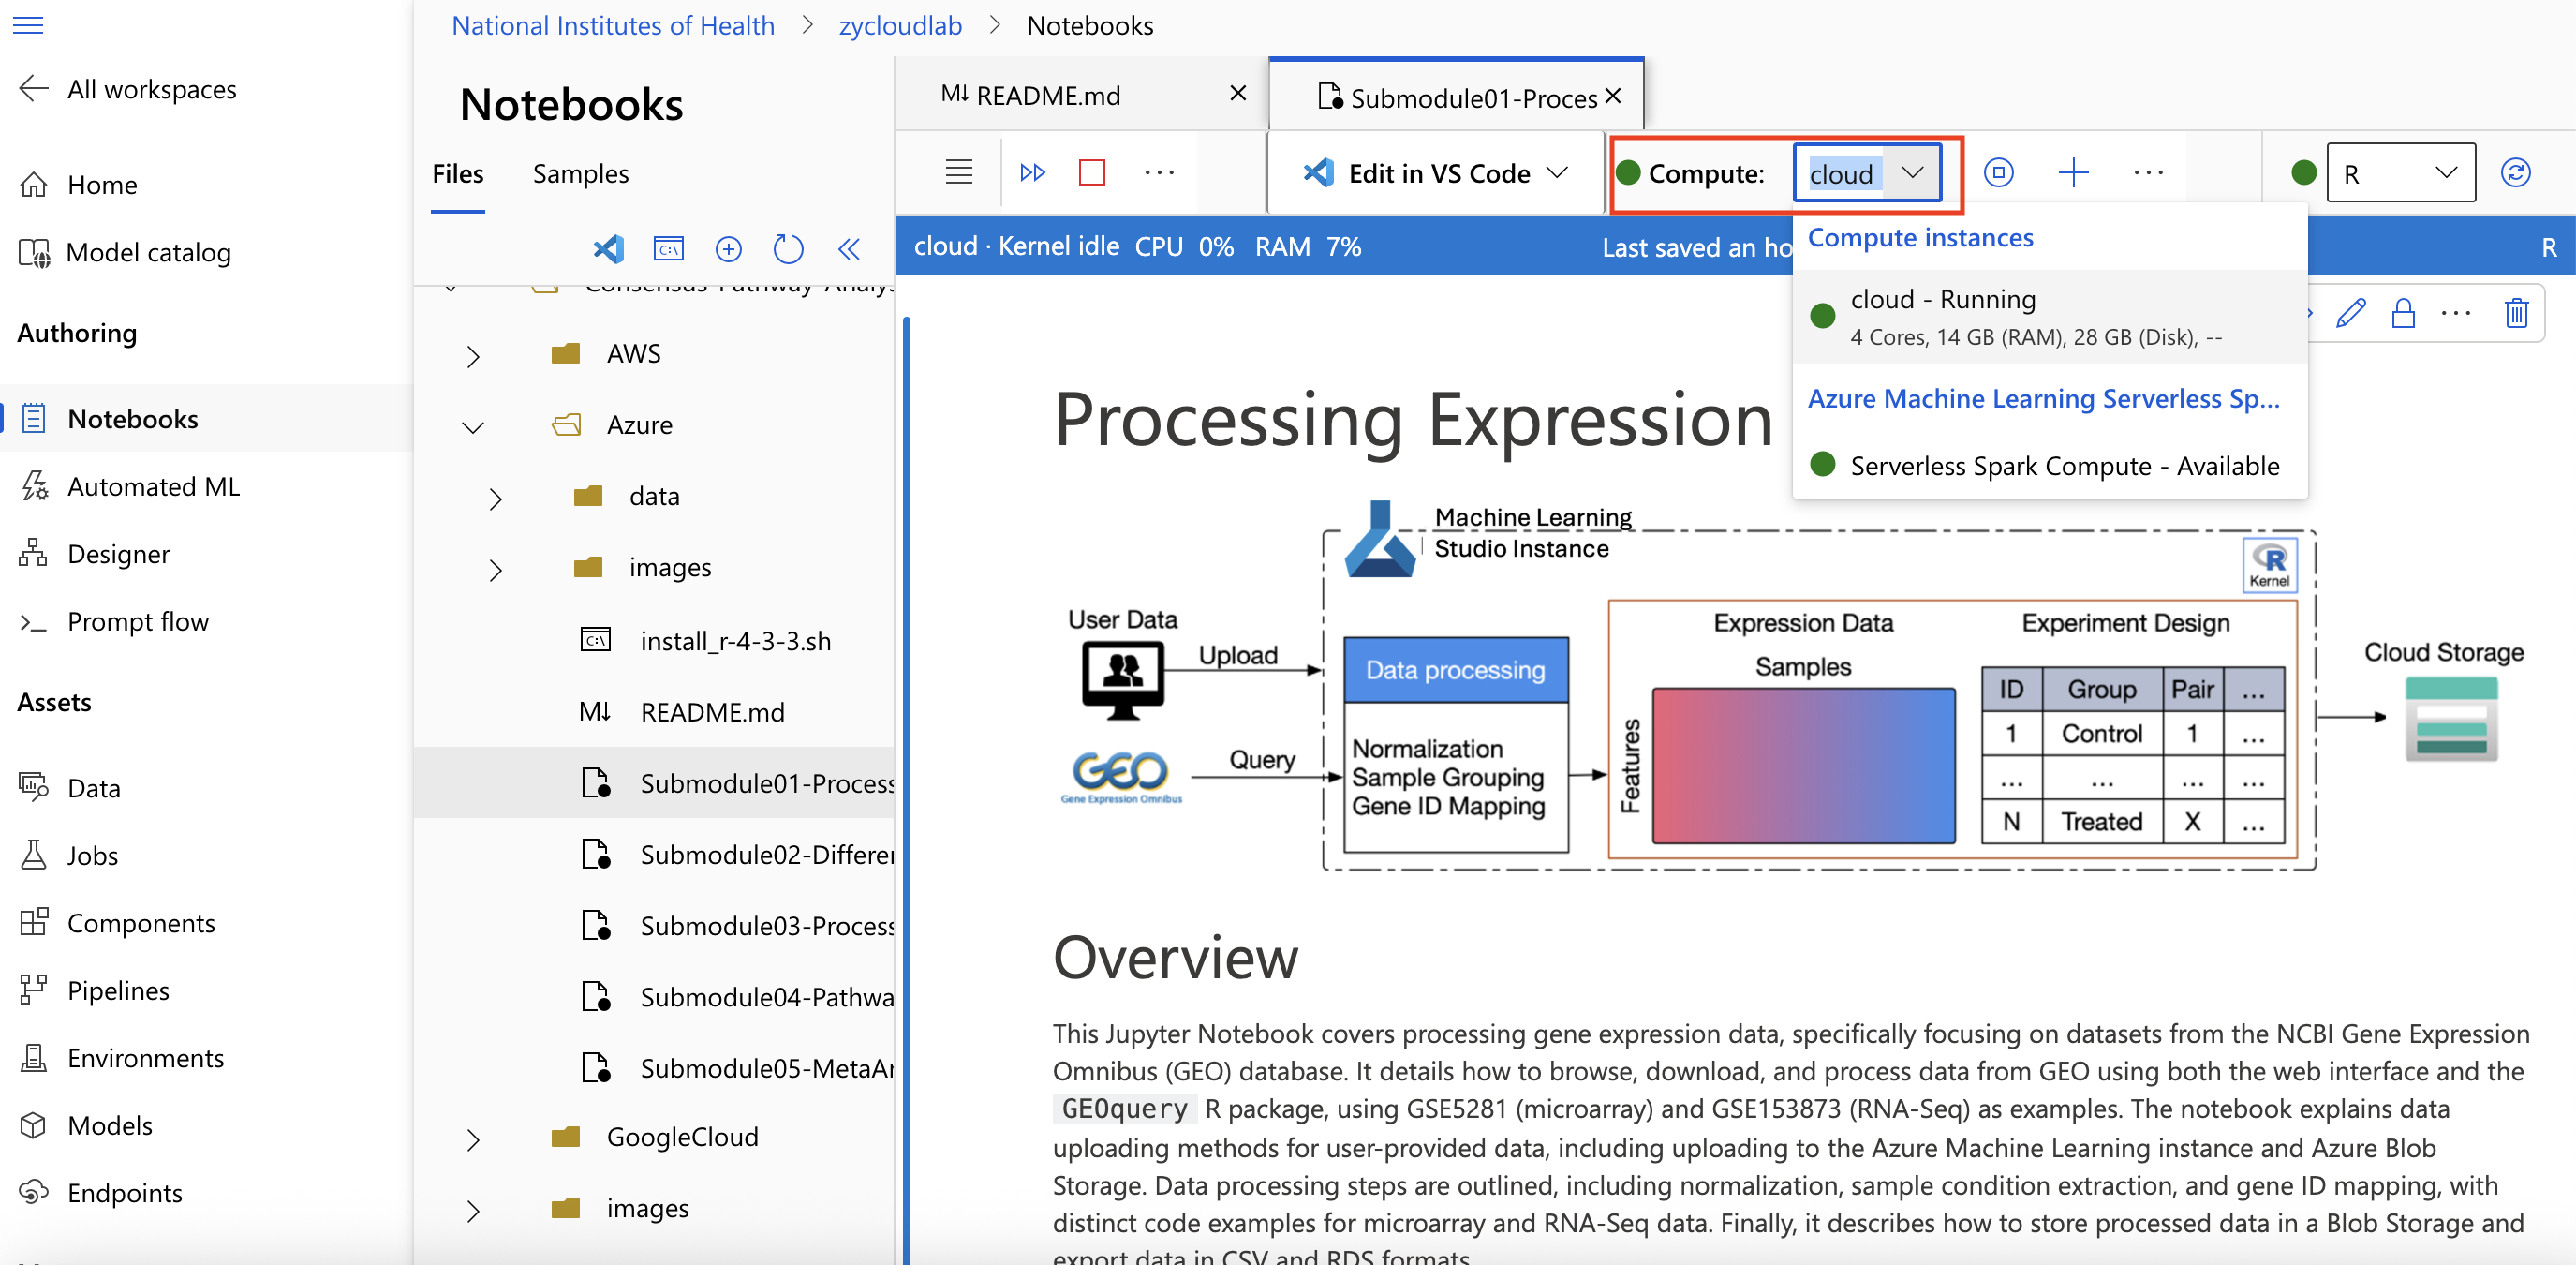 National Institutes of Health > zycloudlab > Notebooks
All workspaces
Home
Model catalog
Authoring
Notebooks
Automated ML
Designer
Prompt flow
Assets
Data
Jobs
Components
Pipelines
Environments
Models
Endpoints
Notebooks
Files Samples
AWS
Azure
data
images
install_r-4-3-3.sh
README.md
Submodule01-Process
Submodule02-Differen
Submodule03-Process
Submodule04-Pathwa
Submodule05-MetaAn
GoogleCloud
images
M↓ README.md
Submodule01-Proces
Edit in VS Code
Compute: cloud
R
cloud · Kernel idle CPU 0% RAM 7%
Last saved an ho
R
Compute instances
cloud - Running
4 Cores, 14 GB (RAM), 28 GB (Disk), --
Azure Machine Learning Serverless Sp...
Serverless Spark Compute - Available
Processing Expression
Machine Learning
Studio Instance
R
Kernel
User Data
Upload
GEO
Gene Expression Omnibus
Query
Data processing
Normalization
Sample Grouping
Gene ID Mapping
Expression Data
Samples
Features
Experiment Design
ID Group Pair ...
1 Control 1 ...
... ... ... ...
N Treated X ...
Cloud Storage
Overview
This Jupyter Notebook covers processing gene expression data, specifically focusing on datasets from the NCBI Gene Expression
Omnibus (GEO) database. It details how to browse, download, and process data from GEO using both the web interface and the
GEOquery R package, using GSE5281 (microarray) and GSE153873 (RNA-Seq) as examples. The notebook explains data
uploading methods for user-provided data, including uploading to the Azure Machine Learning instance and Azure Blob
Storage. Data processing steps are outlined, including normalization, sample condition extraction, and gene ID mapping, with
distinct code examples for microarray and RNA-Seq data. Finally, it describes how to store processed data in a Blob Storage and
export data in CSV and RDS formats.